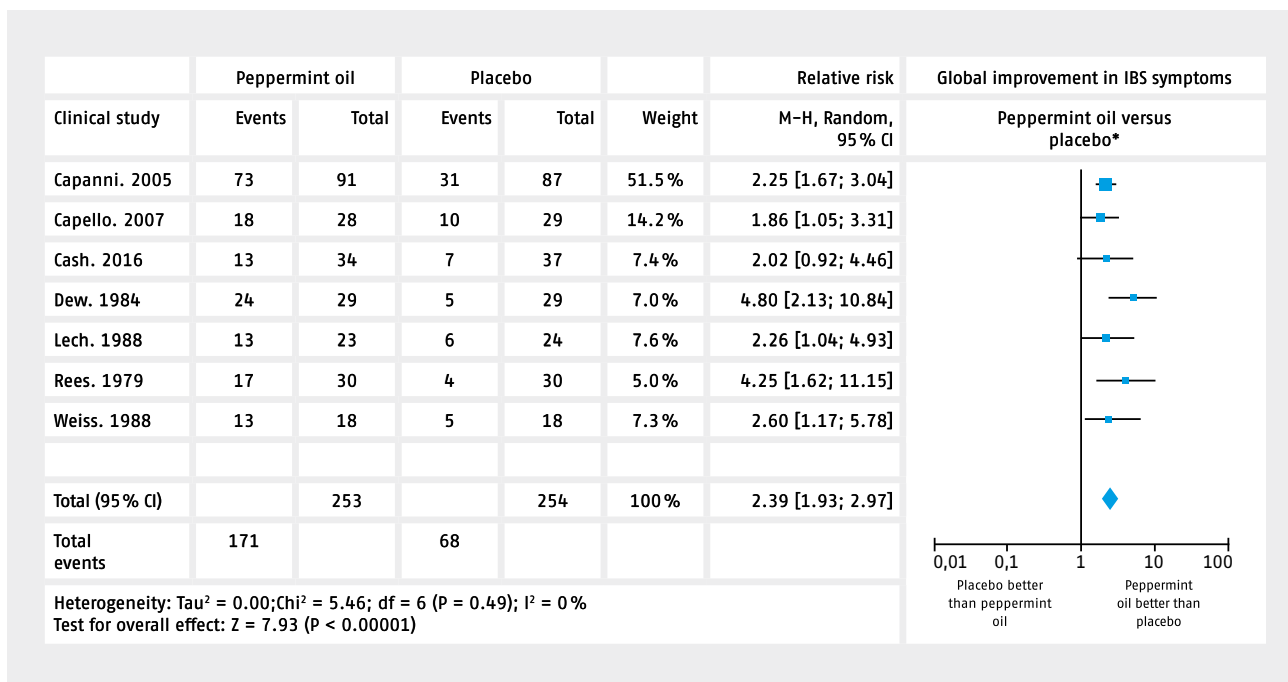 Peppermint oil Placebo Relative risk Global improvement in IBS symptoms
Clinical study Events Total Events Total Weight M–H, Random, 95 % CI Peppermint oil versus placebo*
Capanni. 2005 73 91 31 87 51.5 % 2.25 [1.67; 3.04]
Capello. 2007 18 28 10 29 14.2 % 1.86 [1.05; 3.31]
Cash. 2016 13 34 7 37 7.4 % 2.02 [0.92; 4.46]
Dew. 1984 24 29 5 29 7.0 % 4.80 [2.13; 10.84]
Lech. 1988 13 23 6 24 7.6 % 2.26 [1.04; 4.93]
Rees. 1979 17 30 4 30 5.0 % 4.25 [1.62; 11.15]
Weiss. 1988 13 18 5 18 7.3 % 2.60 [1.17; 5.78]
Total (95 % CI) 253 254 100 % 2.39 [1.93; 2.97]
Total events 171 68
Heterogeneity: Tau² = 0.00;Chi² = 5.46; df = 6 (P = 0.49); I² = 0 %
Test for overall effect: Z = 7.93 (P < 0.00001)
0,01 0,1 1 10 100
Placebo better
than peppermint
oil
Peppermint
oil better than
placebo